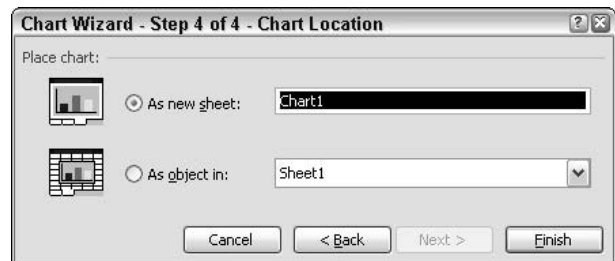 Chart Wizard - Step 4 of 4 - Chart Location
Place chart:
As new sheet: Chart1
As object in: Sheet1
Cancel < Back Next > Finish